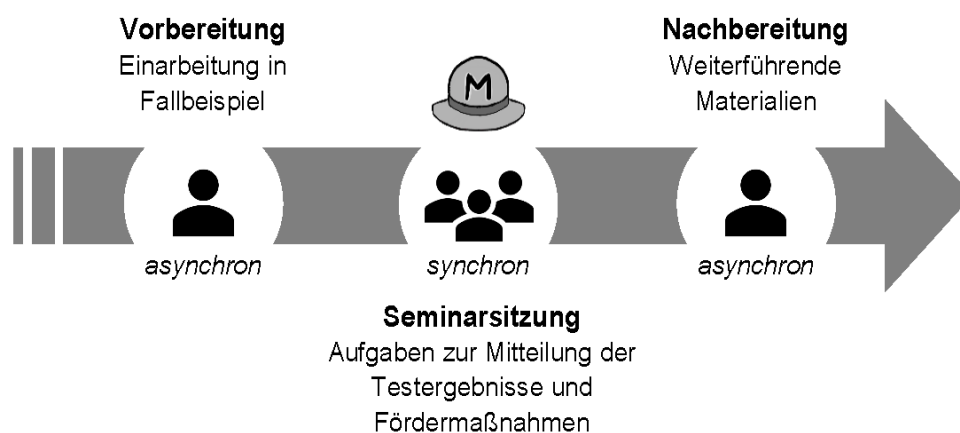 Vorbereitung
Einarbeitung in
Fallbeispiel
asynchron
M
synchron
Seminarsitzung
Aufgaben zur Mitteilung der
Testergebnisse und
Fördermaßnahmen
Nachbereitung
Weiterführende
Materialien
asynchron